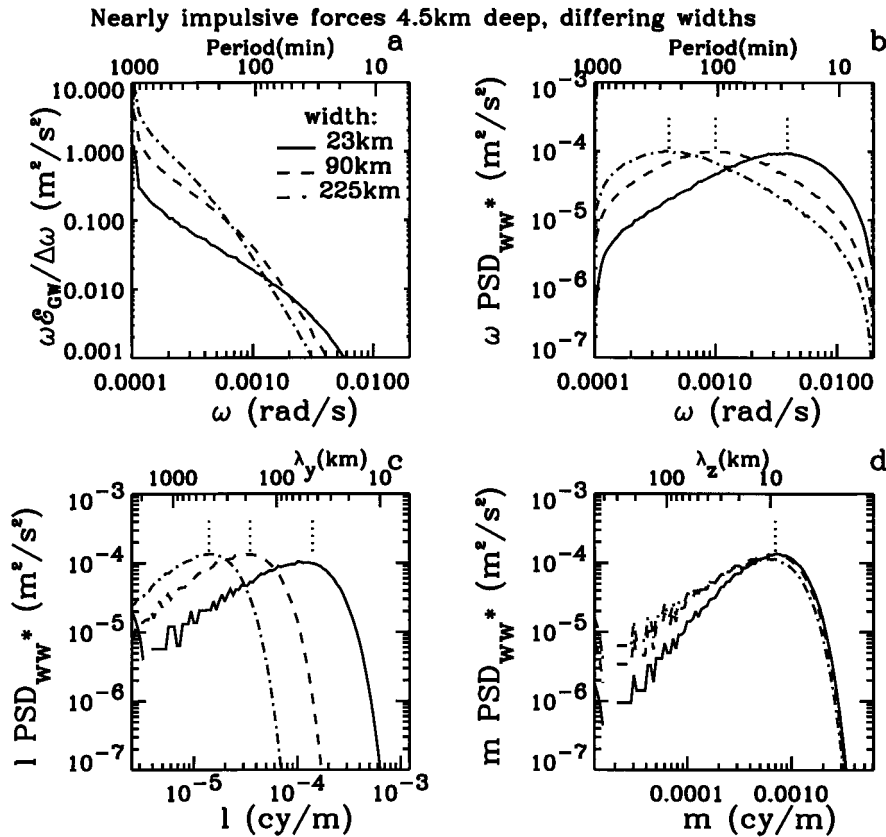 Nearly impulsive forces 4.5km deep, differing widths
Period(min) a
1000 100 10
10.000
1.000
0.100
0.010
0.001
ωℰ_GW/Δω (m²/s²)
width:
23km
90km
225km
0.0001 0.0010 0.0100
ω (rad/s)
Period(min) b
1000 100 10
10⁻³
10⁻⁴
10⁻⁵
10⁻⁶
10⁻⁷
ω PSD_WW* (m²/s²)
0.0001 0.0010 0.0100
ω (rad/s)
λ_y(km) c
1000 100 10
10⁻³
10⁻⁴
10⁻⁵
10⁻⁶
10⁻⁷
l PSD_WW* (m²/s²)
10⁻⁵ 10⁻⁴ 10⁻³
l (cy/m)
λ_z(km) d
100 10
10⁻³
10⁻⁴
10⁻⁵
10⁻⁶
10⁻⁷
m PSD_WW* (m²/s²)
0.0001 0.0010
m (cy/m)